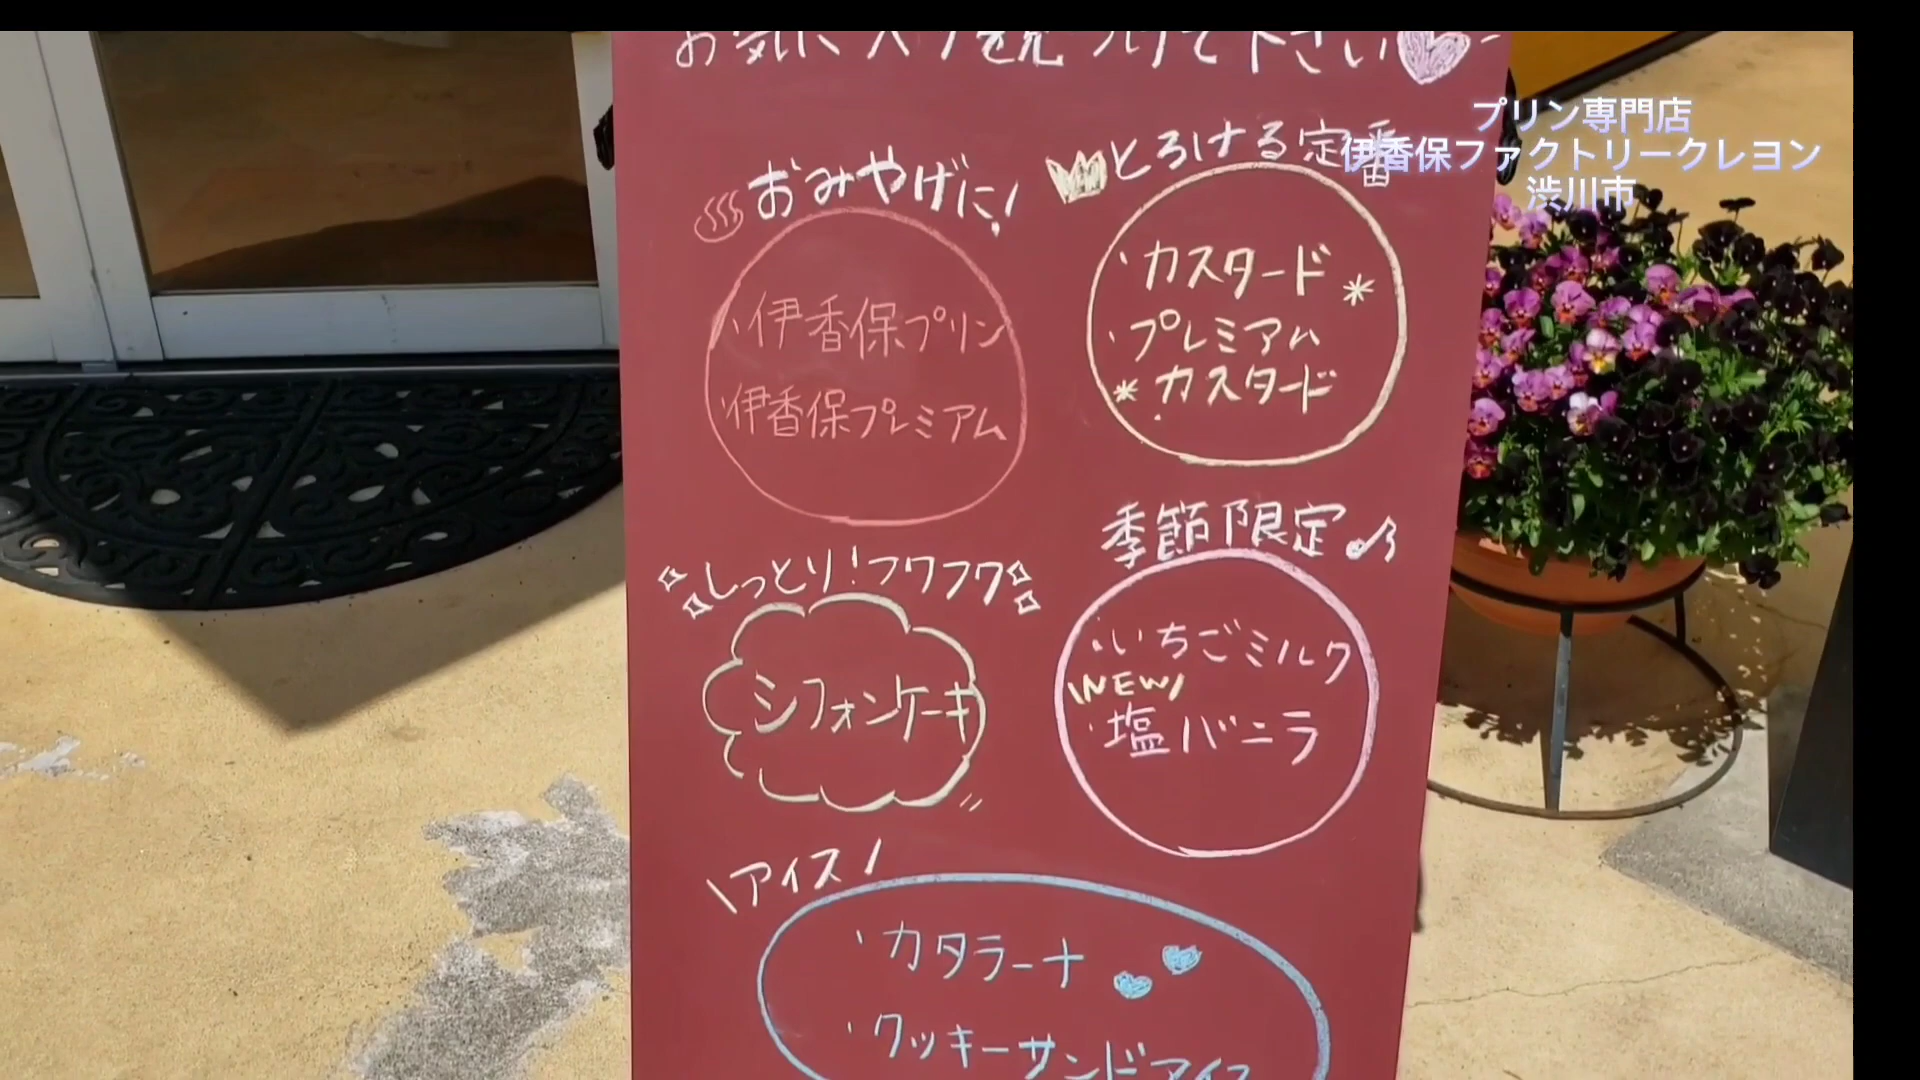 お気に入りを見つけて下さい
プリン専門店
伊香保ファクトリークレヨン
渋川市
おみやげに!
・伊香保プリン
・伊香保プレミアム
とろける定番
・カスタード
・プレミアム
カスタード
しっとり!フワフワ
シフォンケーキ
季節限定
・いちごミルク
\NEW/
・塩バニラ
\アイス/
・カタラーナ
・クッキーサンドアイス